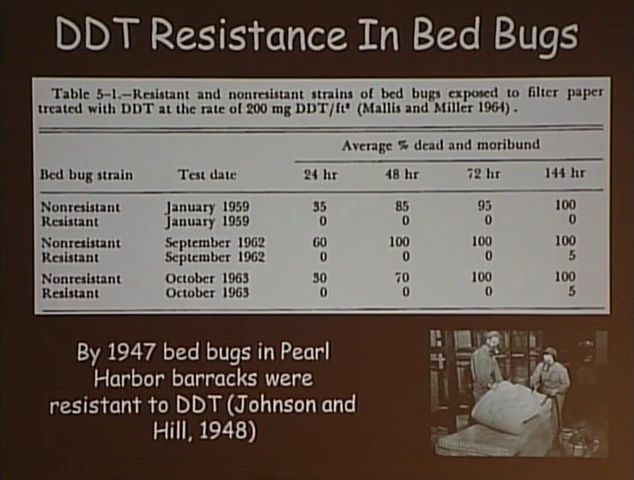 DDT Resistance In Bed Bugs
Table 5-1.—Resistant and nonresistant strains of bed bugs exposed to filter paper
treated with DDT at the rate of 200 mg DDT/ft² (Mallis and Miller 1964).
Average % dead and moribund
Bed bug strain Test date 24 hr 48 hr 72 hr 144 hr
Nonresistant January 1959 35 85 95 100
Resistant January 1959 0 0 0 0
Nonresistant September 1962 60 100 100 100
Resistant September 1962 0 0 0 5
Nonresistant October 1963 30 70 100 100
Resistant October 1963 0 0 0 5
By 1947 bed bugs in Pearl
Harbor barracks were
resistant to DDT (Johnson and
Hill, 1948)